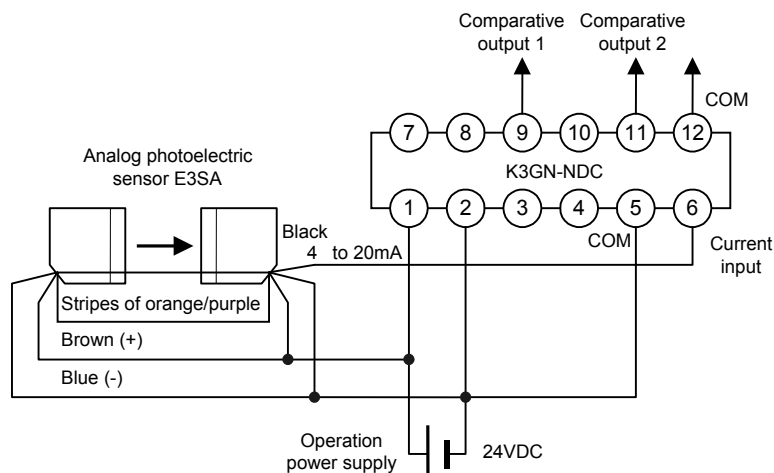 Comparative
output 1
Comparative
output 2
COM
7 8 9 10 11 12
K3GN-NDC
1 2 3 4 5 6
COM
Current
input
Analog photoelectric
sensor E3SA
Black
4 to 20mA
Stripes of orange/purple
Brown (+)
Blue (-)
Operation
power supply
24VDC